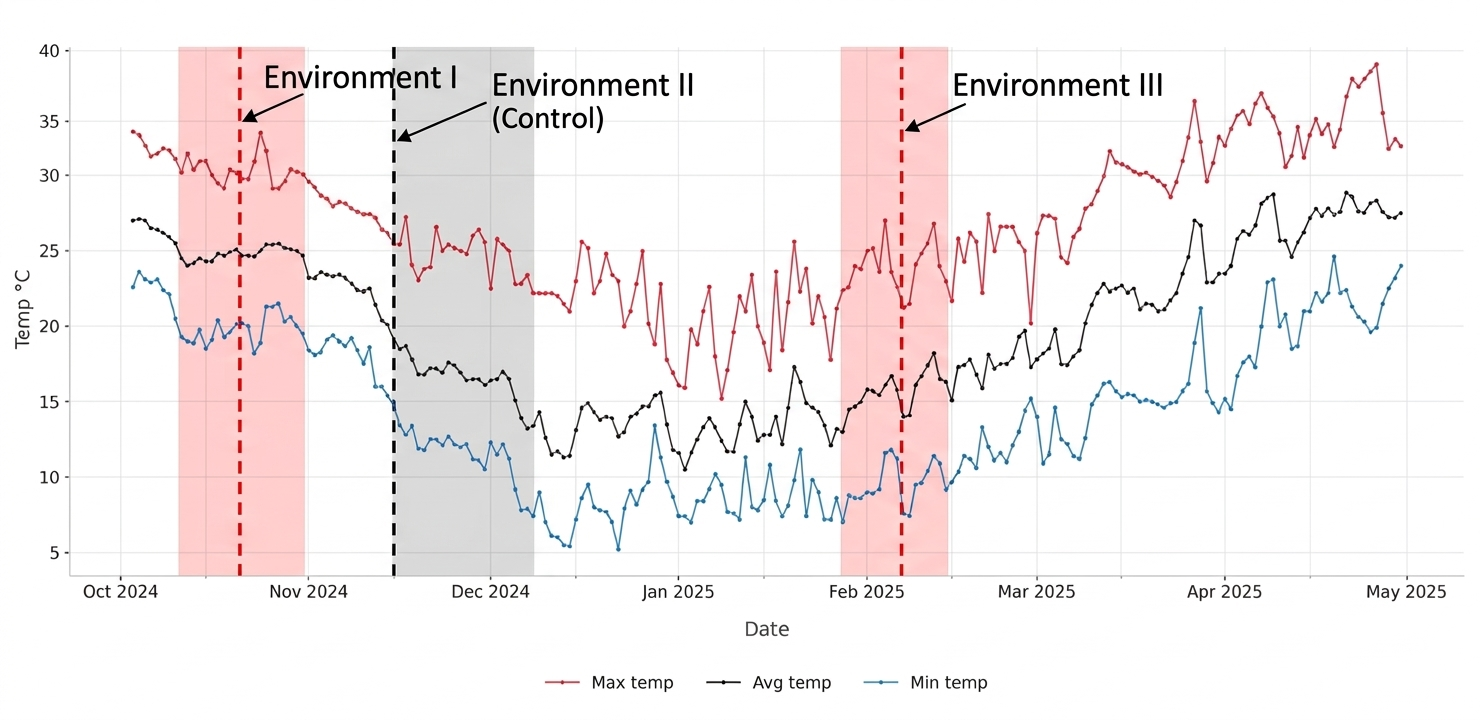 40
Environment I
Environment II
(Control)
Environment III
35
30
25
20
15
10
5
Temp °C
Oct 2024
Nov 2024
Dec 2024
Jan 2025
Feb 2025
Mar 2025
Apr 2025
May 2025
Date
Max temp
Avg temp
Min temp